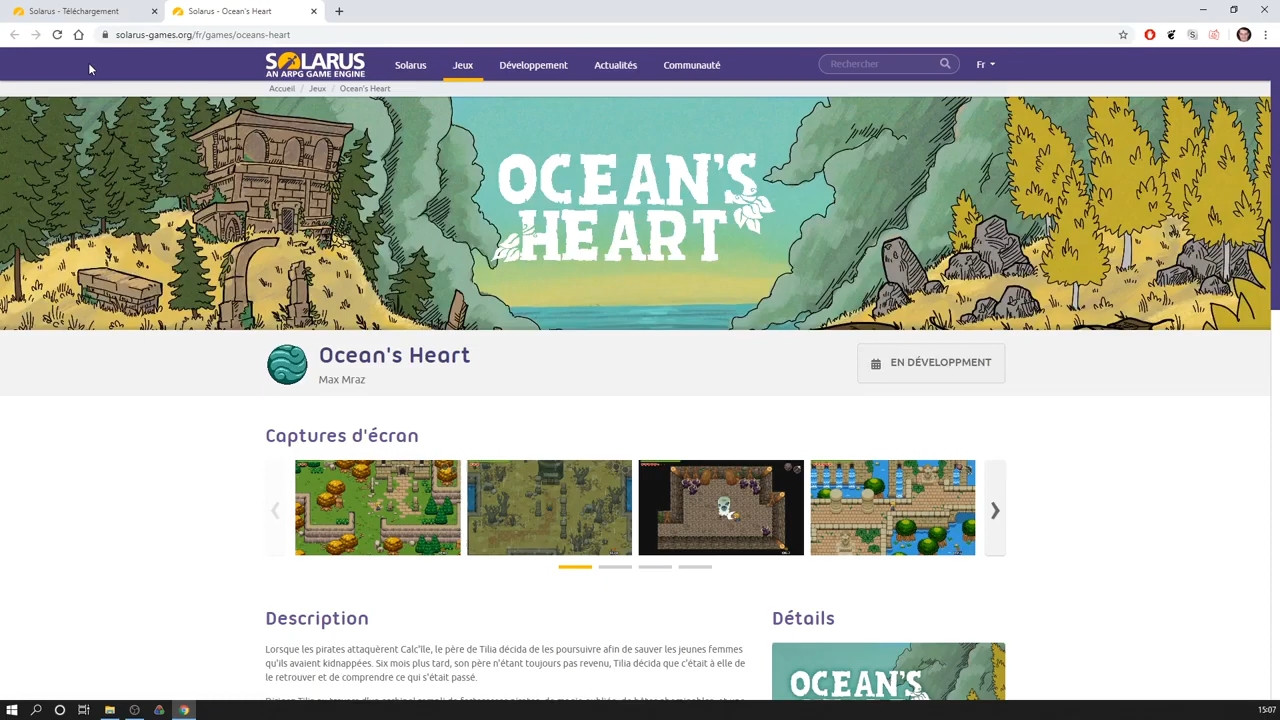 Solarus - Téléchargement
Solarus - Ocean's Heart
solarus-games.org/fr/games/oceans-heart
SOLARUS
AN ARPG GAME ENGINE
Solarus
Jeux
Développement
Actualités
Communauté
Rechercher
Fr
Accueil / Jeux / Ocean's Heart
OCEAN'S
HEART
Ocean's Heart
Max Mraz
EN DÉVELOPPMENT
Captures d'écran
Description
Lorsque les pirates attaquèrent Calc'Ile, le père de Tilia décida de les poursuivre afin de sauver les jeunes femmes
qu'ils avaient kidnappées. Six mois plus tard, son père n'étant toujours pas revenu, Tilia décida que c'était à elle de
le retrouver et de comprendre ce qui s'était passé.
Détails
OCEAN'S
15:07